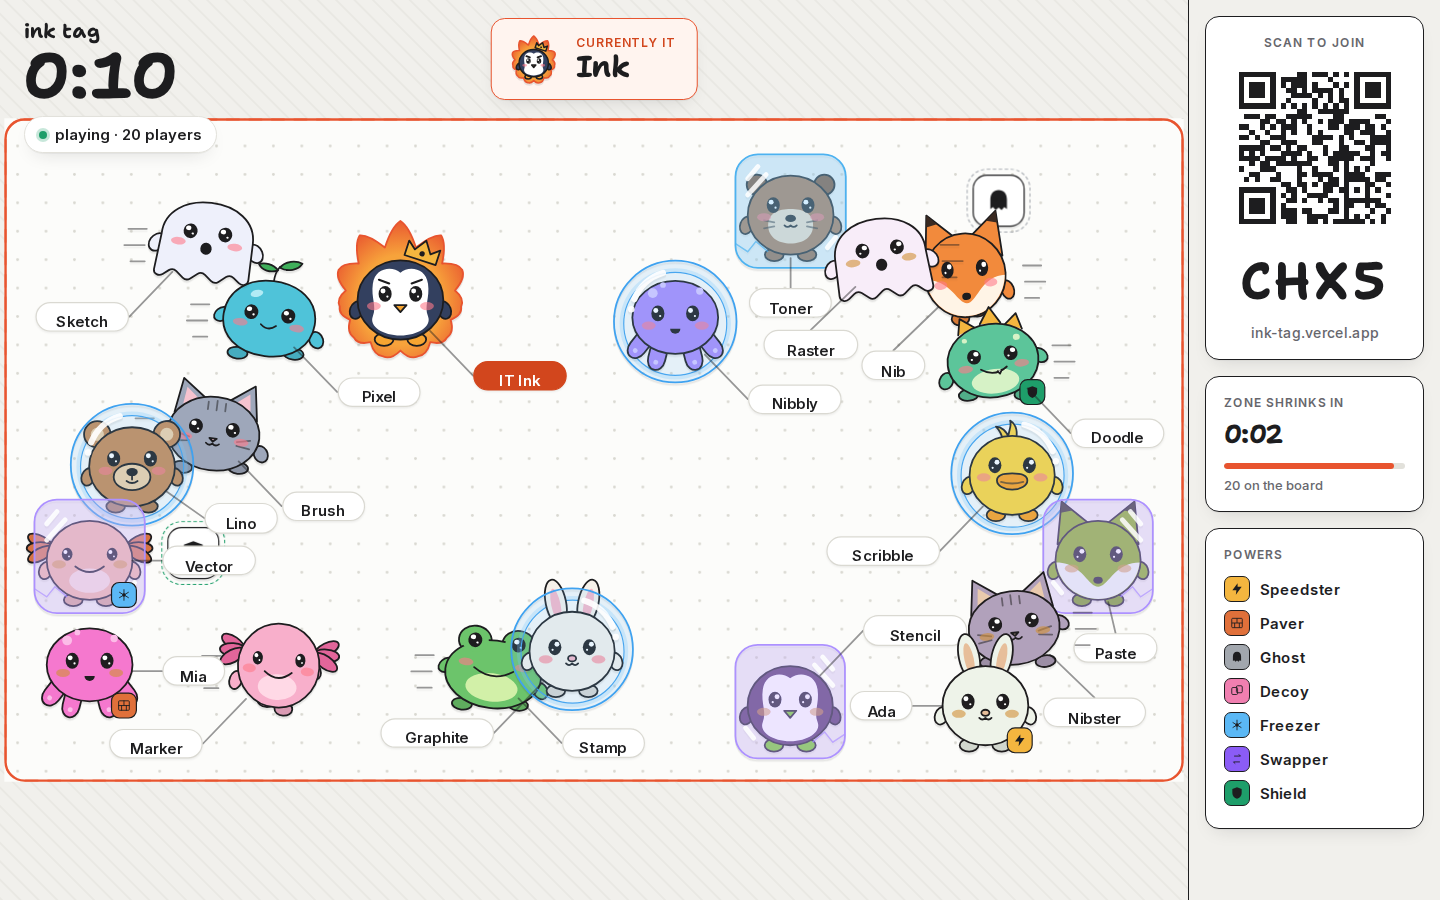 ink tag
0:10
CURRENTLY IT
Ink
playing · 20 players
Sketch
Pixel
IT Ink
Toner
Raster
Nib
Nibbly
Doodle
Brush
Lino
Vector
Scribble
Stencil
Paste
Mia
Marker
Graphite
Stamp
Ada
Nibster
SCAN TO JOIN
CHXS
ink-tag.vercel.app
ZONE SHRINKS IN
0:02
20 on the board
POWERS
Speedster
Paver
Ghost
Decoy
Freezer
Swapper
Shield